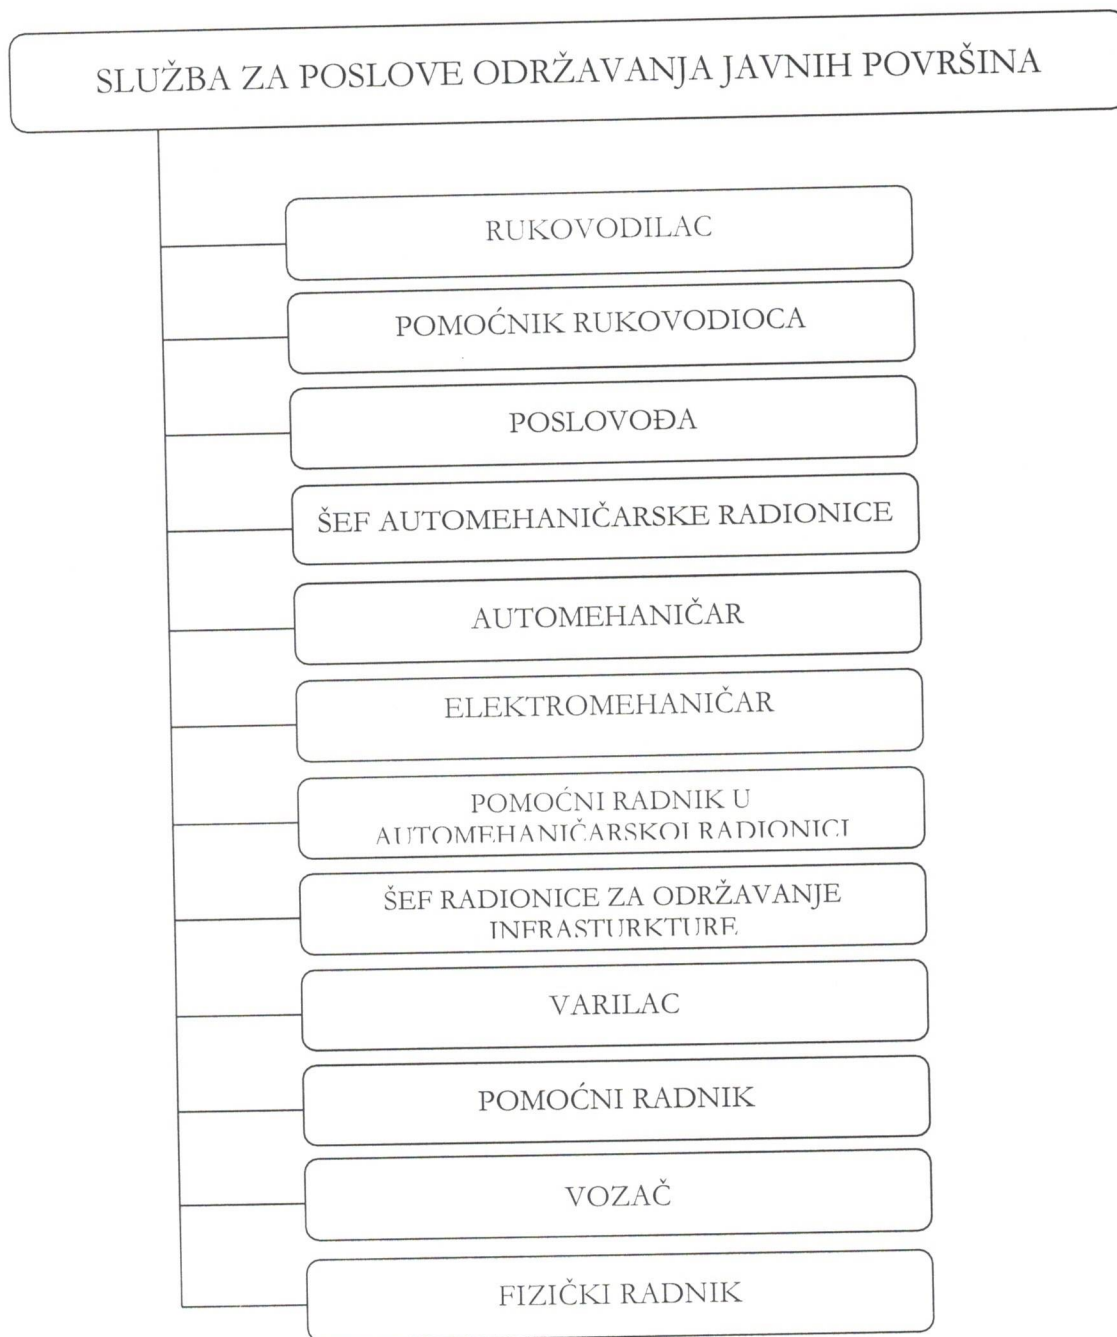 SLUŽBA ZA POSLOVE ODRŽAVANJA JAVNIH POVRŠINA
RUKOVODILAC
POMOĆNIK RUKOVODIOCA
POSLOVOĐA
ŠEF AUTOMEHANIČARSKE RADIONICE
AUTOMEHANIČAR
ELEKTROMEHANIČAR
POMOĆNI RADNIK U
AUTOMEHANIČARSKOJ RADIONICI
ŠEF RADIONICE ZA ODRŽAVANJE
INFRASTURKTURE
VARILAC
POMOĆNI RADNIK
VOZAČ
FIZIČKI RADNIK